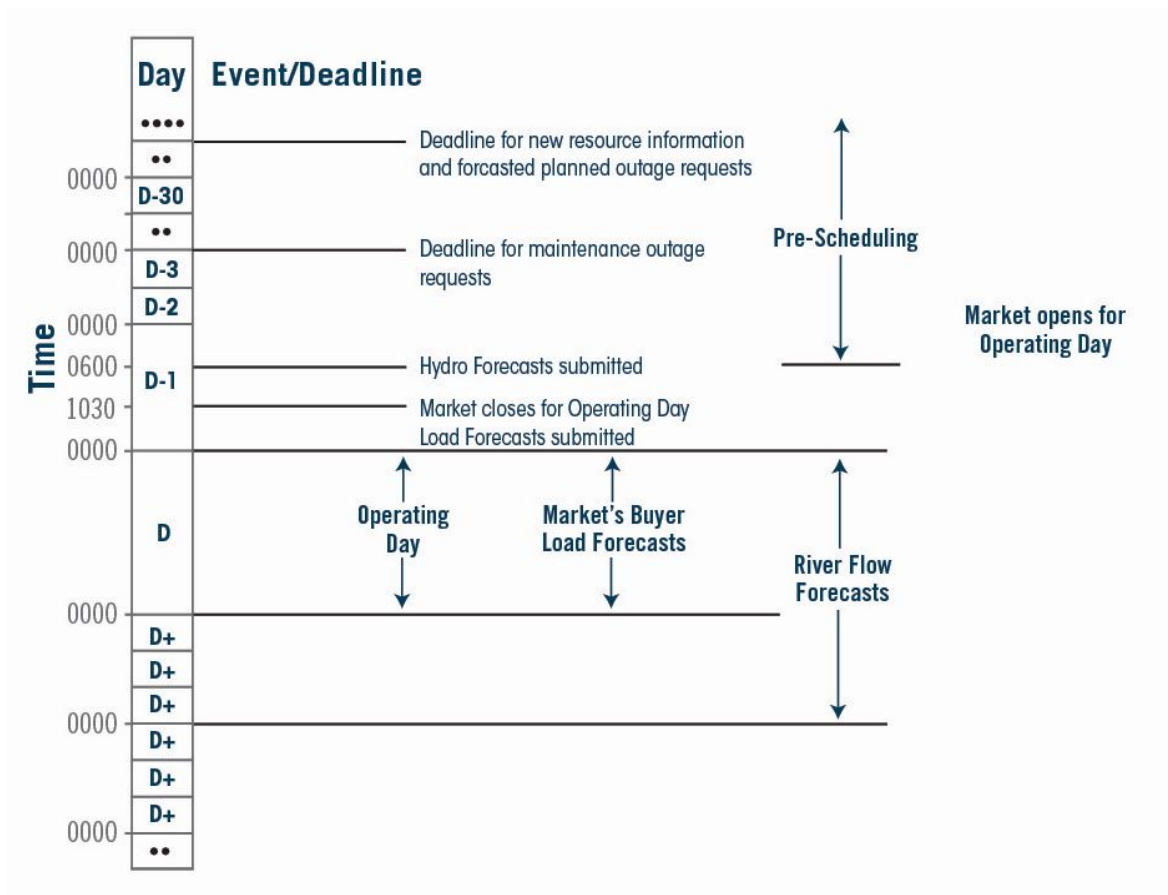 Day Event/Deadline
••••
Deadline for new resource information
and forcasted planned outage requests
••
0000
D-30
••
Pre-Scheduling
0000
Deadline for maintenance outage
requests
D-3
D-2
0000
Market opens for
Operating Day
Time
0600
Hydro Forecasts submitted
D-1
1030
Market closes for Operating Day
Load Forecasts submitted
0000
D
Operating
Day
Market's Buyer
Load Forecasts
River Flow
Forecasts
0000
D+
D+
D+
0000
D+
D+
D+
0000
••